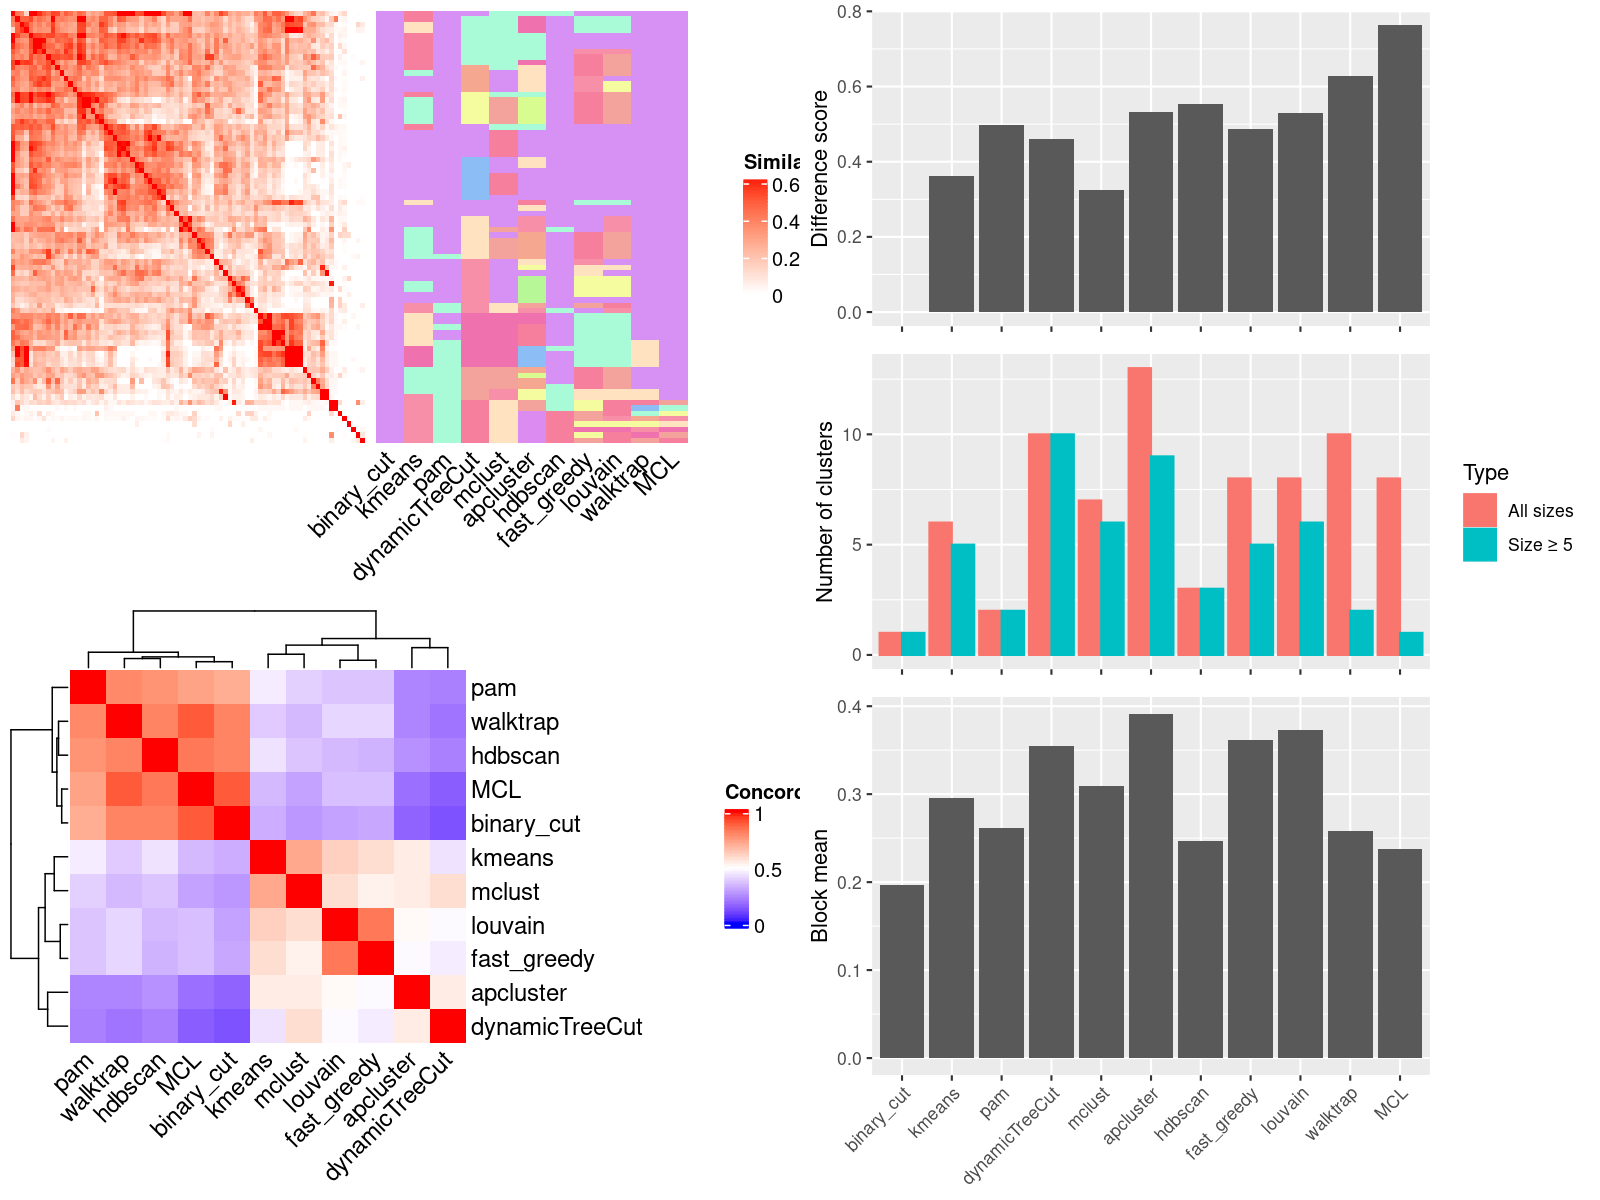 Simila
0.6
0.4
0.2
0
binary_cut
kmeans
pam
dynamicTreeCut
mclust
apcluster
hdbscan
fast_greedy
louvain
walktrap
MCL
pam
walktrap
hdbscan
MCL
binary_cut
kmeans
mclust
louvain
fast_greedy
apcluster
dynamicTreeCut
pam
walktrap
hdbscan
MCL
binary_cut
kmeans
mclust
louvain
fast_greedy
apcluster
dynamicTreeCut
Concord
1
0.5
0
Difference score
0.8
0.6
0.4
0.2
0.0
Number of clusters
10
5
0
Type
All sizes
Size ≥ 5
Block mean
0.4
0.3
0.2
0.1
0.0
binary_cut
kmeans
pam
dynamicTreeCut
mclust
apcluster
hdbscan
fast_greedy
louvain
walktrap
MCL